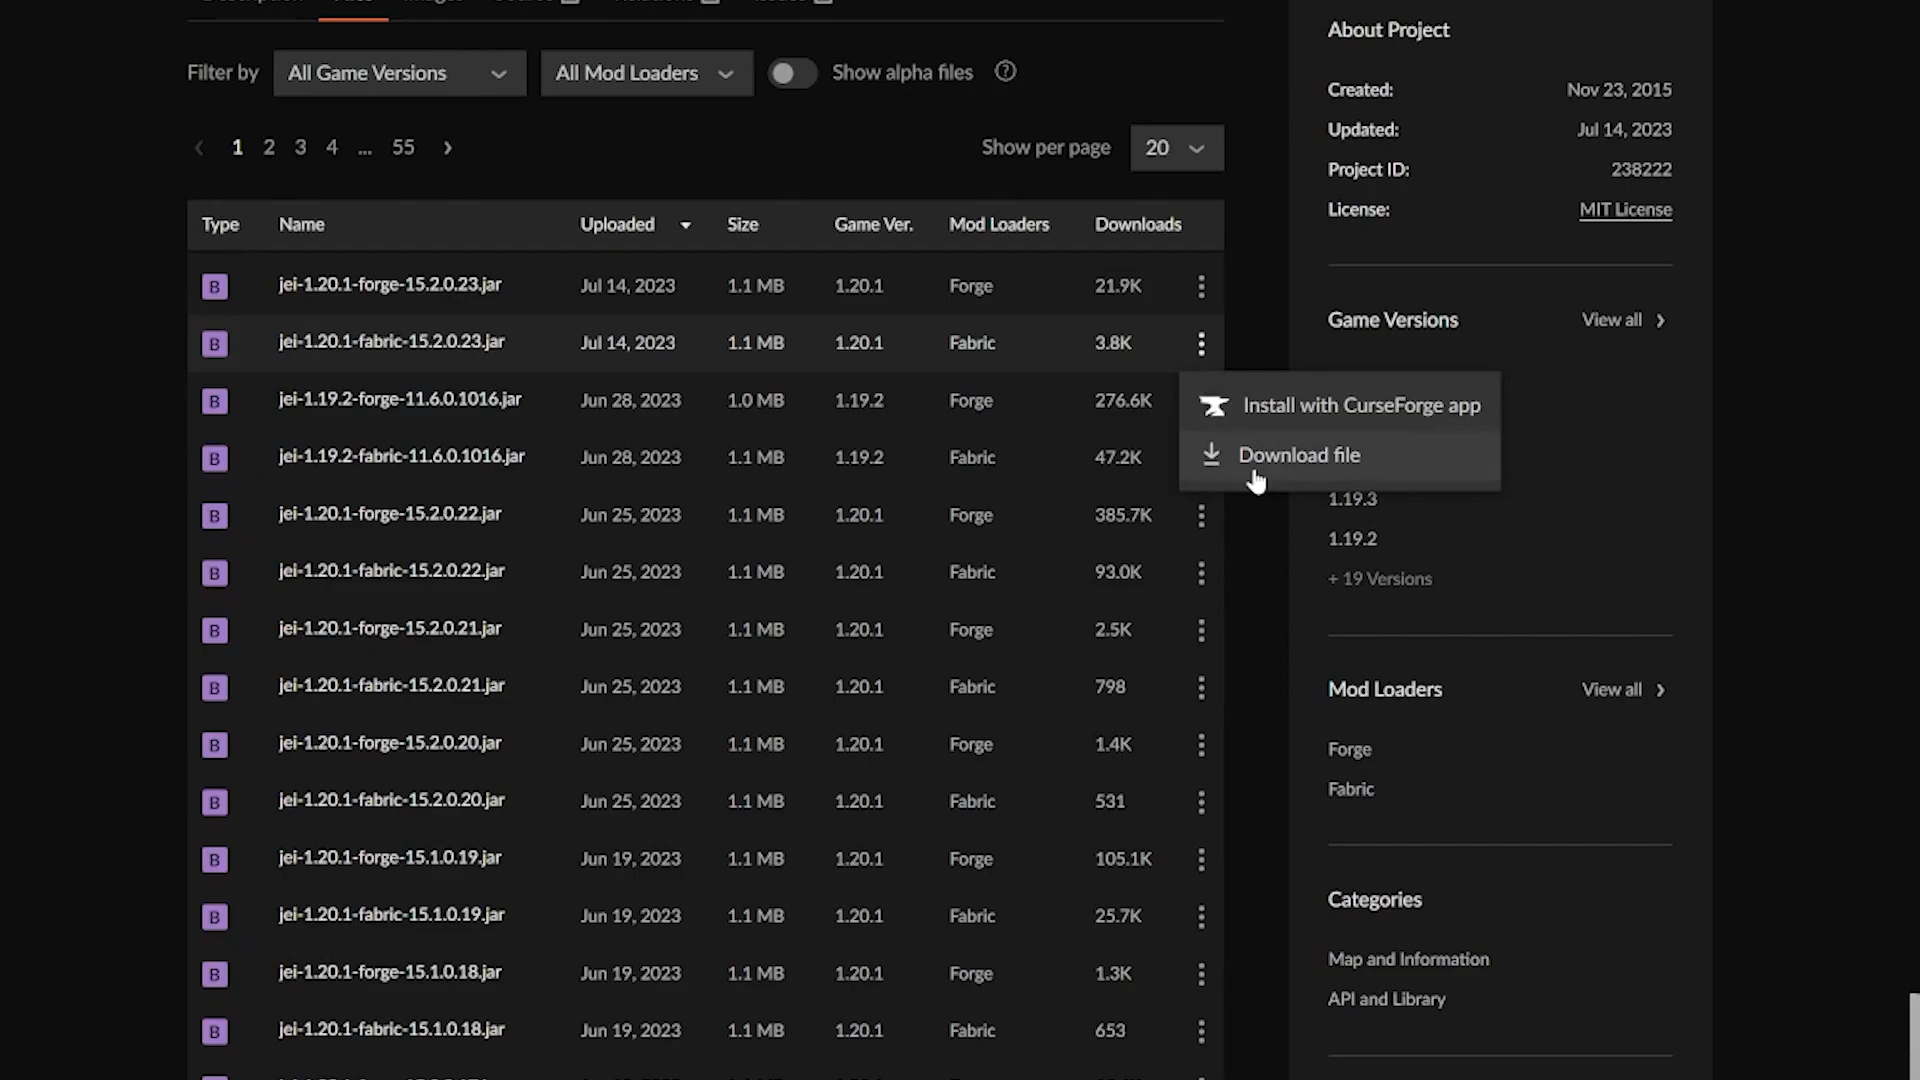 Filter by All Game Versions All Mod Loaders Show alpha files
1 2 3 4 ... 55 Show per page 20
Type Name Uploaded Size Game Ver. Mod Loaders Downloads
B jei-1.20.1-forge-15.2.0.23.jar Jul 14, 2023 1.1 MB 1.20.1 Forge 21.9K
B jei-1.20.1-fabric-15.2.0.23.jar Jul 14, 2023 1.1 MB 1.20.1 Fabric 3.8K
B jei-1.19.2-forge-11.6.0.1016.jar Jun 28, 2023 1.0 MB 1.19.2 Forge 276.6K
B jei-1.19.2-fabric-11.6.0.1016.jar Jun 28, 2023 1.1 MB 1.19.2 Fabric 47.2K
B jei-1.20.1-forge-15.2.0.22.jar Jun 25, 2023 1.1 MB 1.20.1 Forge 385.7K
B jei-1.20.1-fabric-15.2.0.22.jar Jun 25, 2023 1.1 MB 1.20.1 Fabric 93.0K
B jei-1.20.1-forge-15.2.0.21.jar Jun 25, 2023 1.1 MB 1.20.1 Forge 2.5K
B jei-1.20.1-fabric-15.2.0.21.jar Jun 25, 2023 1.1 MB 1.20.1 Fabric 798
B jei-1.20.1-forge-15.2.0.20.jar Jun 25, 2023 1.1 MB 1.20.1 Forge 1.4K
B jei-1.20.1-fabric-15.2.0.20.jar Jun 25, 2023 1.1 MB 1.20.1 Fabric 531
B jei-1.20.1-forge-15.1.0.19.jar Jun 19, 2023 1.1 MB 1.20.1 Forge 105.1K
B jei-1.20.1-fabric-15.1.0.19.jar Jun 19, 2023 1.1 MB 1.20.1 Fabric 25.7K
B jei-1.20.1-forge-15.1.0.18.jar Jun 19, 2023 1.1 MB 1.20.1 Forge 1.3K
B jei-1.20.1-fabric-15.1.0.18.jar Jun 19, 2023 1.1 MB 1.20.1 Fabric 653
Install with CurseForge app
Download file
About Project
Created: Nov 23, 2015
Updated: Jul 14, 2023
Project ID: 238222
License: MIT License
Game Versions View all
1.19.3
1.19.2
+ 19 Versions
Mod Loaders View all
Forge
Fabric
Categories
Map and Information
API and Library